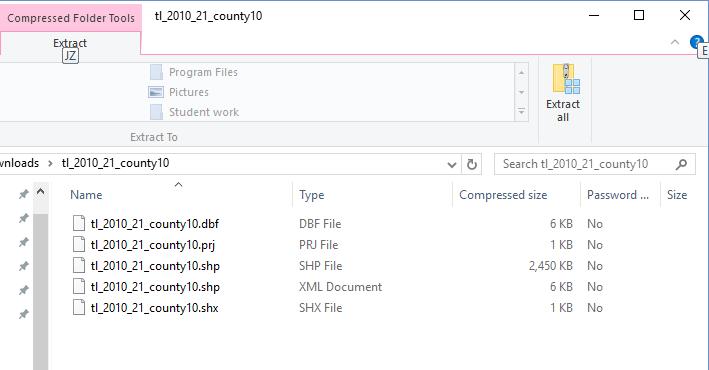 Compressed Folder Tools tl_2010_21_county10
Extract
JZ
E
Program Files
Pictures
Student work
Extract To
Extract
all
wnloads > tl_2010_21_county10
Search tl_2010_21_county10
Name Type Compressed size Password ... Size
tl_2010_21_county10.dbf DBF File 6 KB No
tl_2010_21_county10.prj PRJ File 1 KB No
tl_2010_21_county10.shp SHP File 2,450 KB No
tl_2010_21_county10.shp XML Document 6 KB No
tl_2010_21_county10.shx SHX File 1 KB No